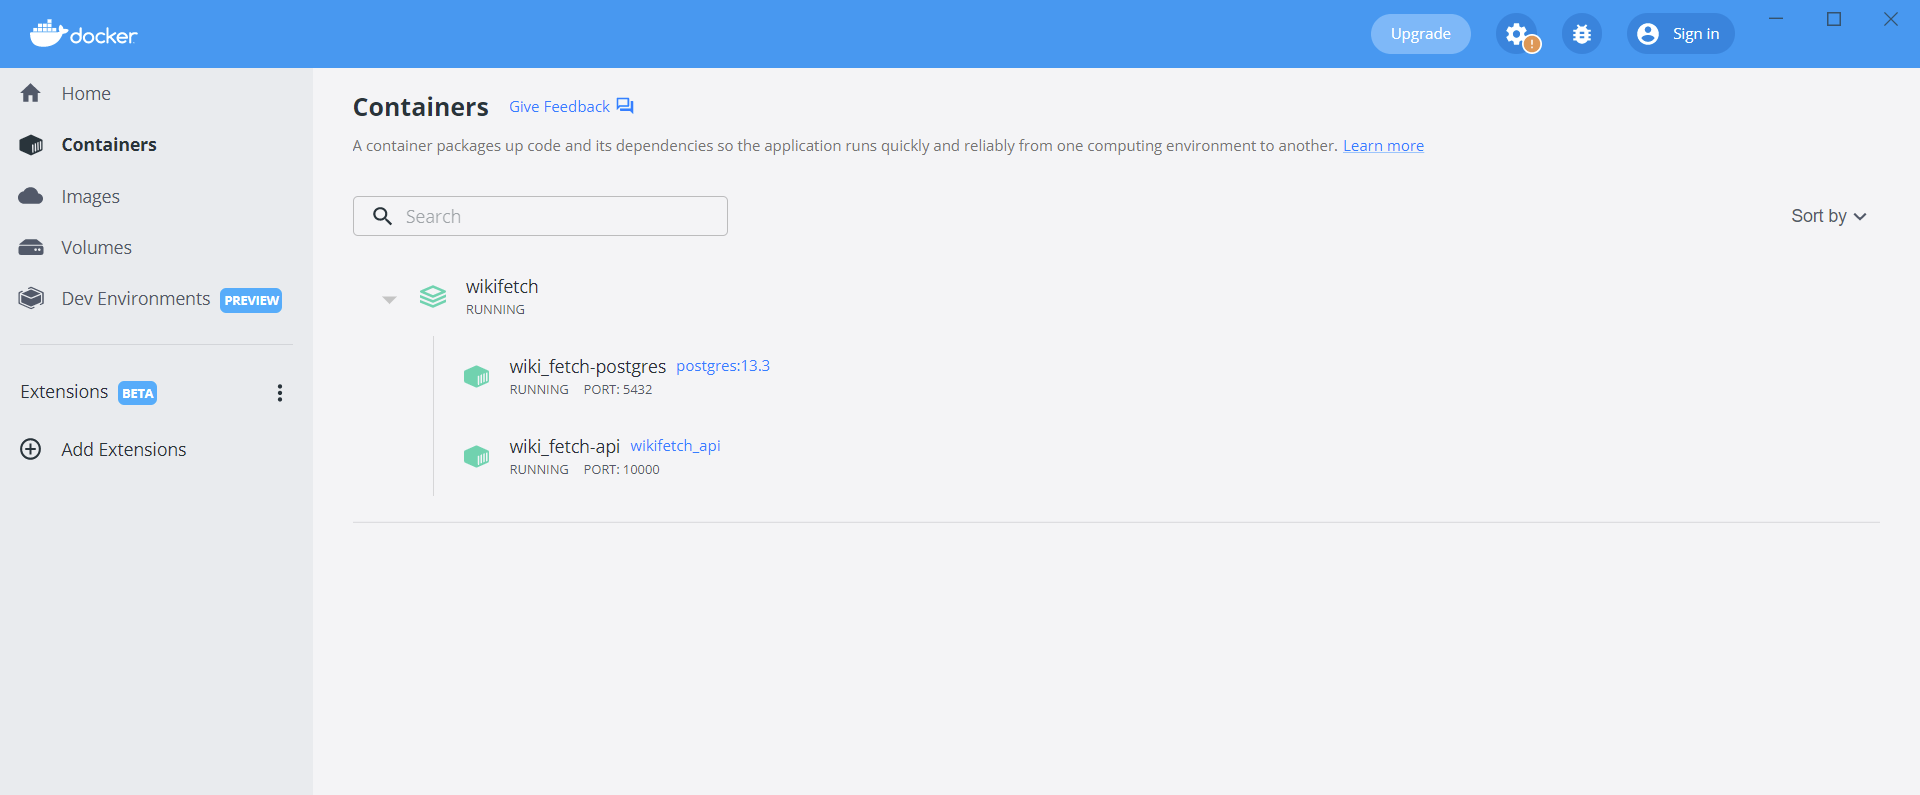 docker
Upgrade
!
Sign in
Home
Containers
Images
Volumes
Dev Environments PREVIEW
Extensions BETA
Add Extensions
Containers Give Feedback
A container packages up code and its dependencies so the application runs quickly and reliably from one computing environment to another. Learn more
Search
Sort by
wikifetch
RUNNING
wiki_fetch-postgres postgres:13.3
RUNNING PORT: 5432
wiki_fetch-api wikifetch_api
RUNNING PORT: 10000